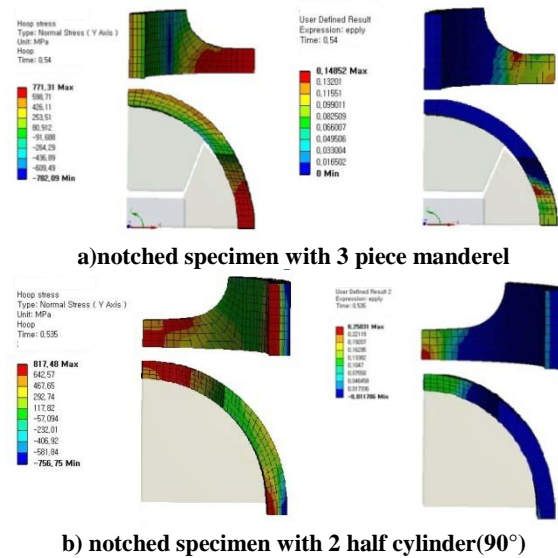 Hoop stress
Type: Normal Stress ( Y Axis )
Unit: MPa
Hoop
Time: 0,54
771,31 Max
598,71
426,11
253,51
80,912
-91,688
-264,29
-436,89
-609,49
-782,09 Min
User Defined Result
Expression: epply
Time: 0,54
0,14852 Max
0,13201
0,11551
0,099011
0,082509
0,066007
0,049506
0,033004
0,016502
0 Min
a)notched specimen with 3 piece manderel
Hoop stress
Type: Normal Stress ( Y Axis )
Unit: MPa
Hoop
Time: 0,535
817,48 Max
642,57
467,65
292,74
117,82
-57,094
-232,01
-406,92
-581,84
-756,75 Min
User Defined Result 2
Expression: epply
Time: 0,535
0,25031 Max
0,1047
-0,011786 Min
b) notched specimen with 2 half cylinder(90°)